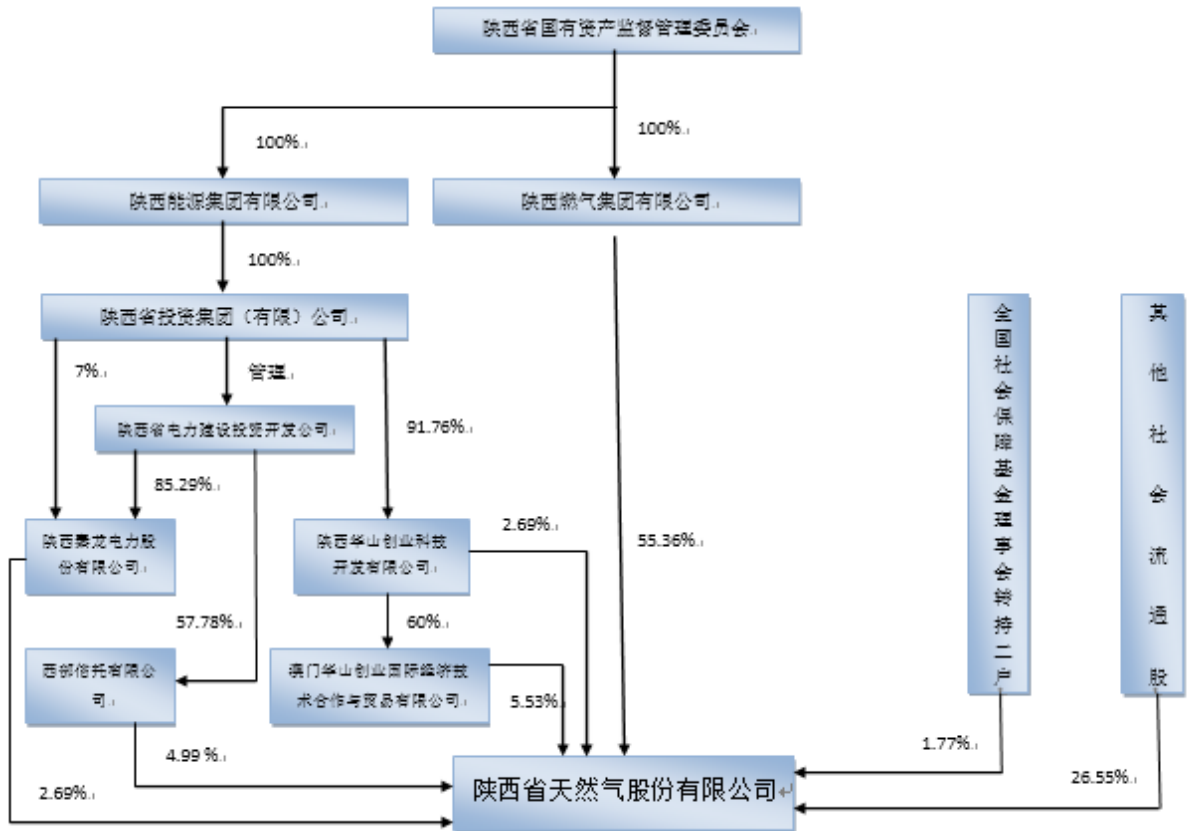 陕西省国有资产监督管理委员会
100%
100%
陕西能源集团有限公司
陕西燃气集团有限公司
100%
陕西省投资集团（有限）公司
7%
管理
91.76%
陕西省电力建设投资开发公司
85.29%
陕西秦龙电力股
份有限公司
陕西华山创业科技
开发有限公司
2.69%
55.36%
57.78%
60%
西部信托有限公
司
澳门华山创业国际经济技
术合作与贸易有限公司
5.53%
4.99%
2.69%
全国社会保障基金理事会转持二户
其他社会流通股
1.77%
26.55%
陕西省天然气股份有限公司